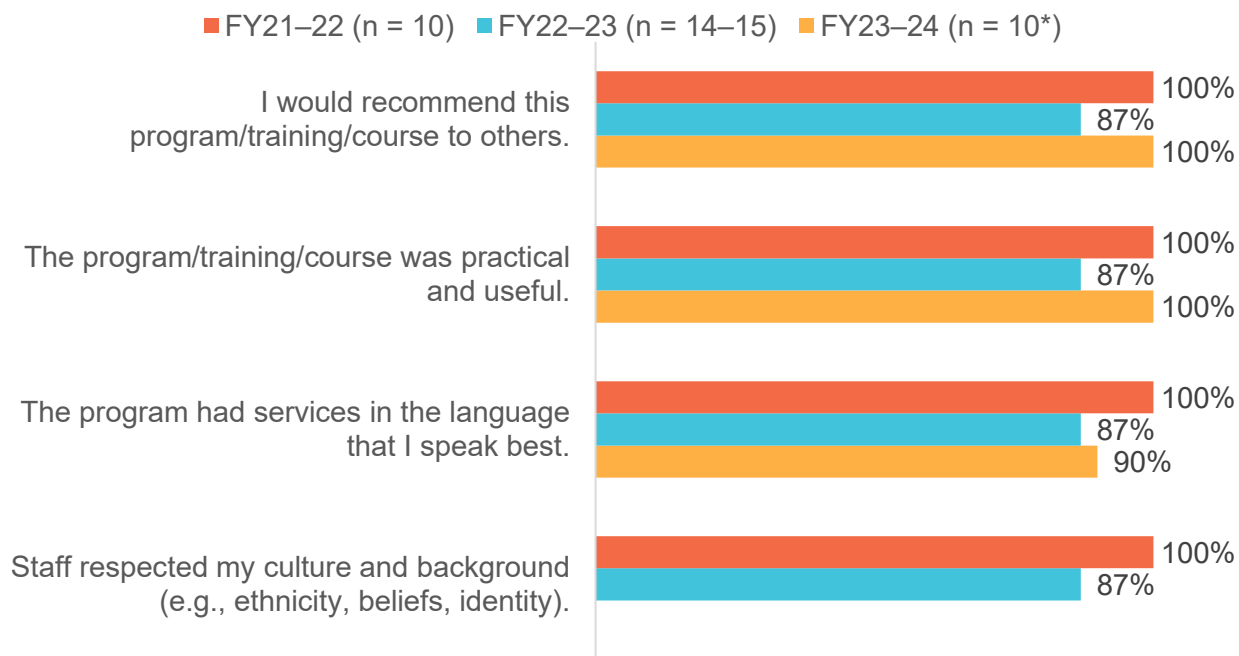 FY21–22 (n = 10) FY22–23 (n = 14–15) FY23–24 (n = 10*)
I would recommend this
program/training/course to others.
100%
87%
100%
The program/training/course was practical
and useful.
100%
87%
100%
The program had services in the language
that I speak best.
100%
87%
90%
Staff respected my culture and background
(e.g., ethnicity, beliefs, identity).
100%
87%